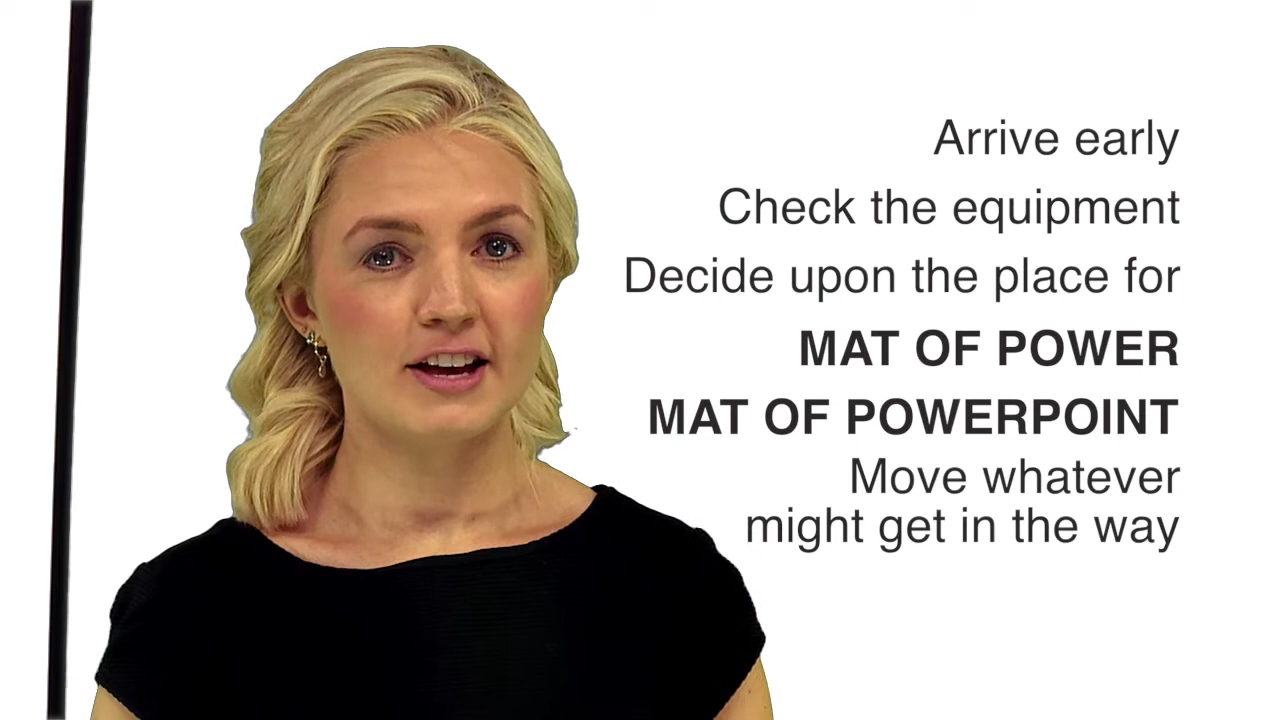 Arrive early
Check the equipment
Decide upon the place for
MAT OF POWER
MAT OF POWERPOINT
Move whatever
might get in the way